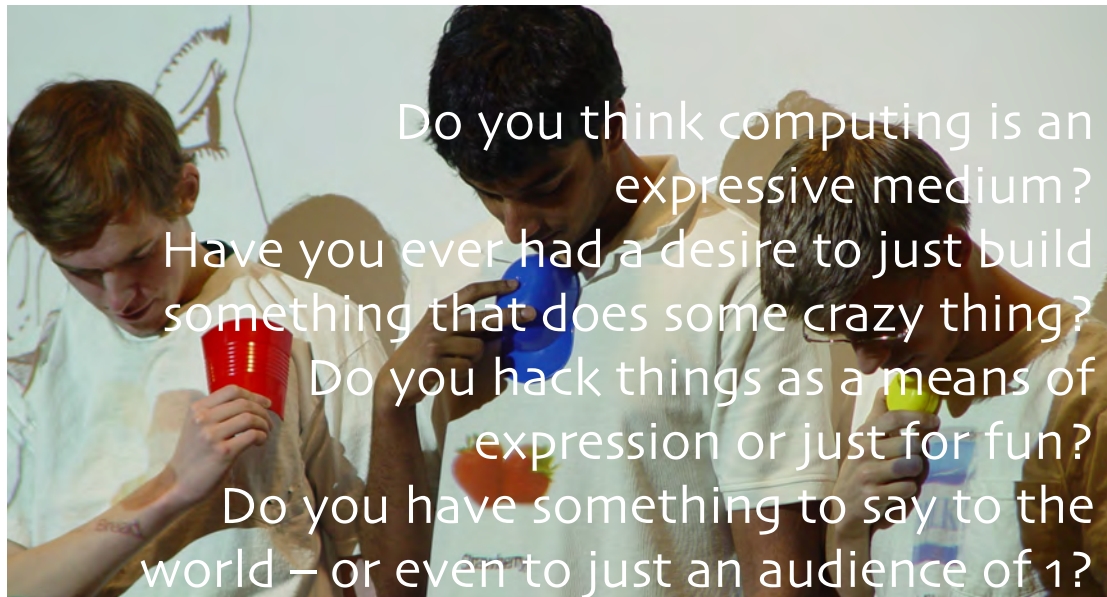 Do you think computing is an
expressive medium?
Have you ever had a desire to just build
something that does some crazy thing?
Do you hack things as a means of
expression or just for fun?
Do you have something to say to the
world – or even to just an audience of 1?